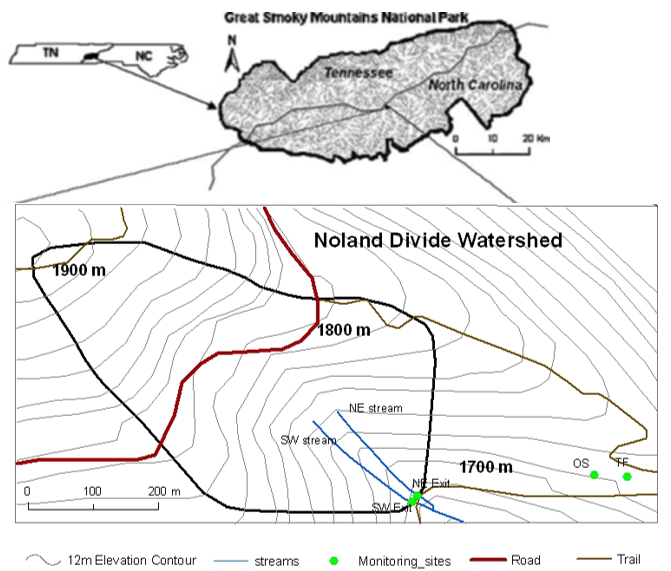 Great Smoky Mountains National Park
N
TN
NC
Tennessee
North Carolina
0 10 20 Km
Noland Divide Watershed
1900 m
1800 m
NE stream
SW stream
1700 m
OS
TF
NE Exit
SW Exit
0 100 200 m
12m Elevation Contour
streams
Monitoring_sites
Road
Trail